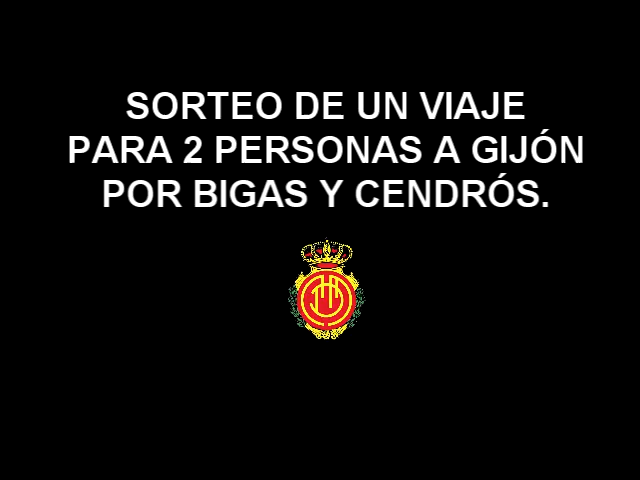 SORTEO DE UN VIAJE
PARA 2 PERSONAS A GIJÓN
POR BIGAS Y CENDRÓS.